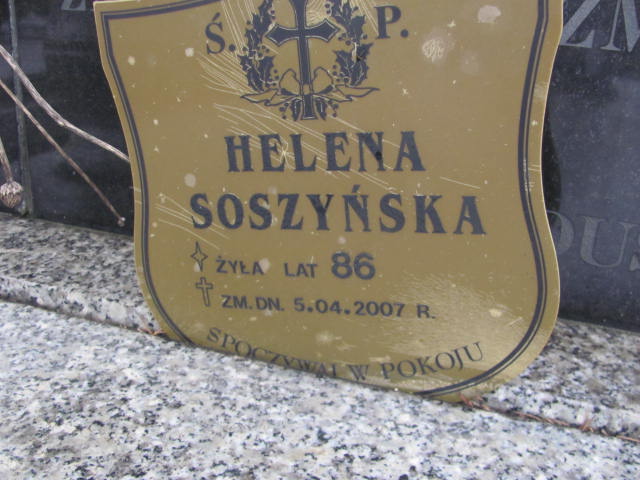 Ś. P.
HELENA
SOSZYŃSKA
ŻYŁA LAT 86
ZM. DN. 5.04.2007 R.
SPOCZYWAJ W POKOJU